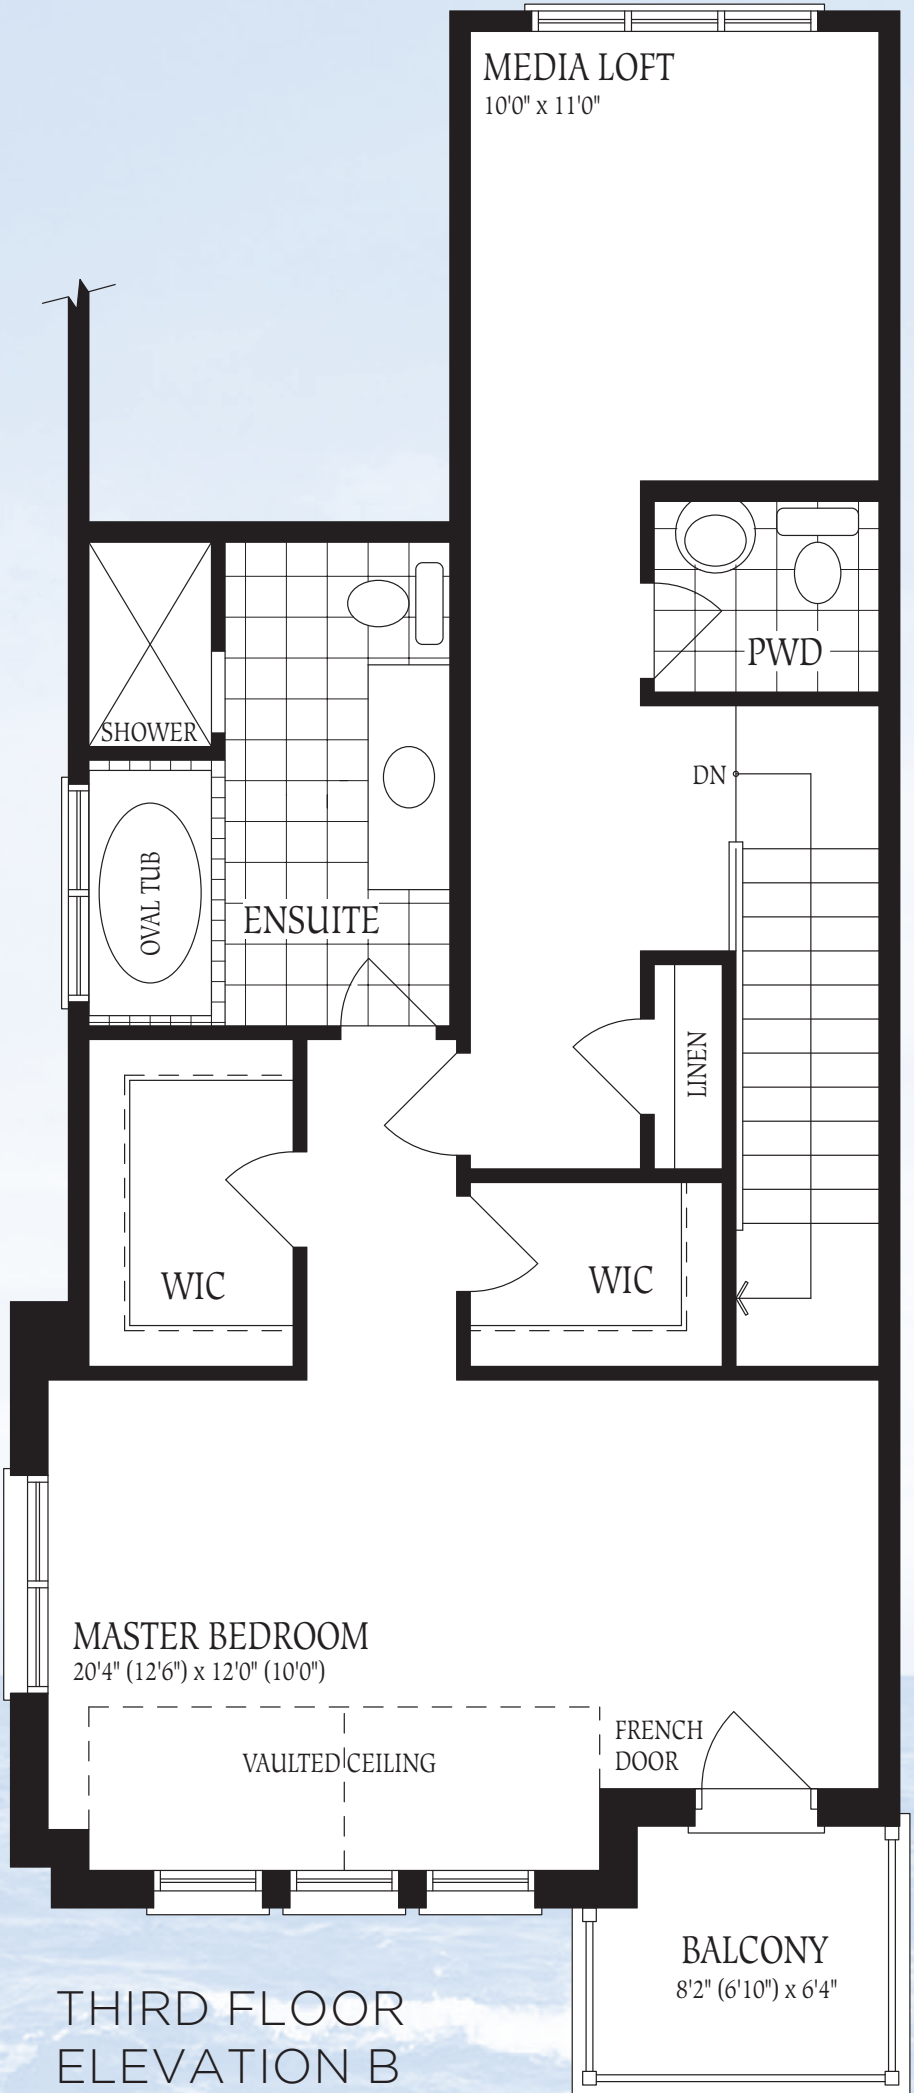 MEDIA LOFT
10'0" x 11'0"
PWD
SHOWER
DN
OVAL TUB
ENSUITE
LINEN
WIC
WIC
MASTER BEDROOM
20'4" (12'6") x 12'0" (10'0")
FRENCH
DOOR
VAULTED CEILING
BALCONY
8'2" (6'10") x 6'4"
THIRD FLOOR
ELEVATION B